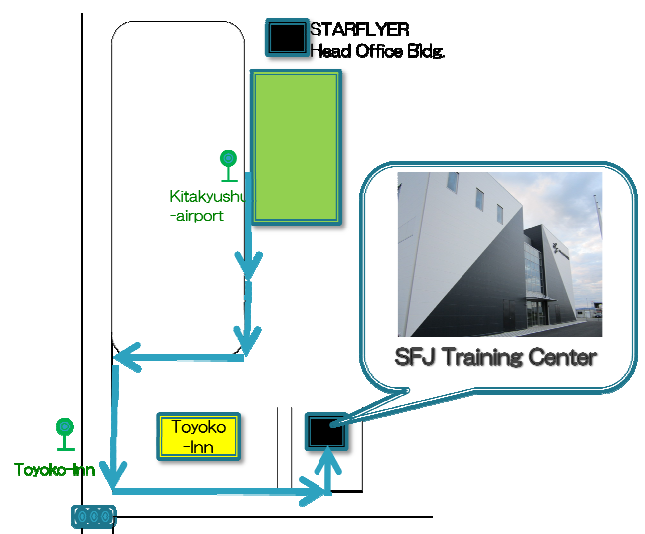 STARFLYER
Head Office Bldg.
Kitakyushu
-airport
SFJ Training Center
Toyoko
-Inn
Toyoko-Inn